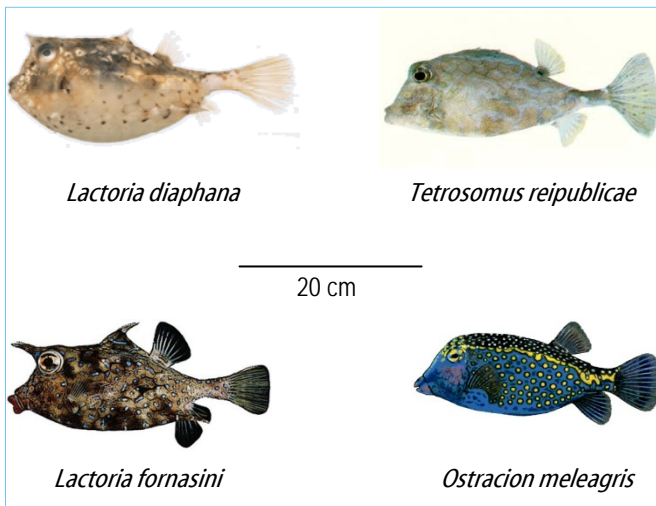 Lactoria diaphana
Tetrosomus reipublicae
20 cm
Lactoria fornasini
Ostracion meleagris